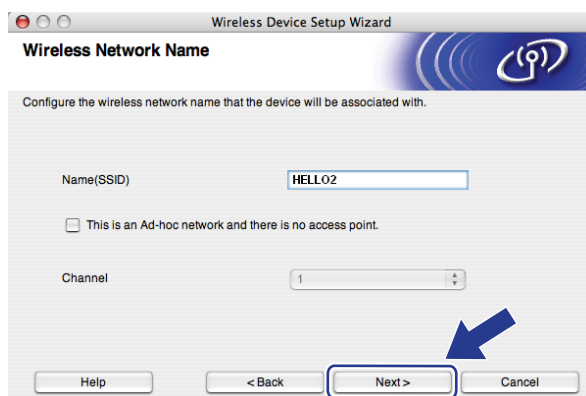 Wireless Device Setup Wizard
Wireless Network Name
Configure the wireless network name that the device will be associated with.
Name(SSID) HELLO2
This is an Ad-hoc network and there is no access point.
Channel 1
Help < Back Next > Cancel